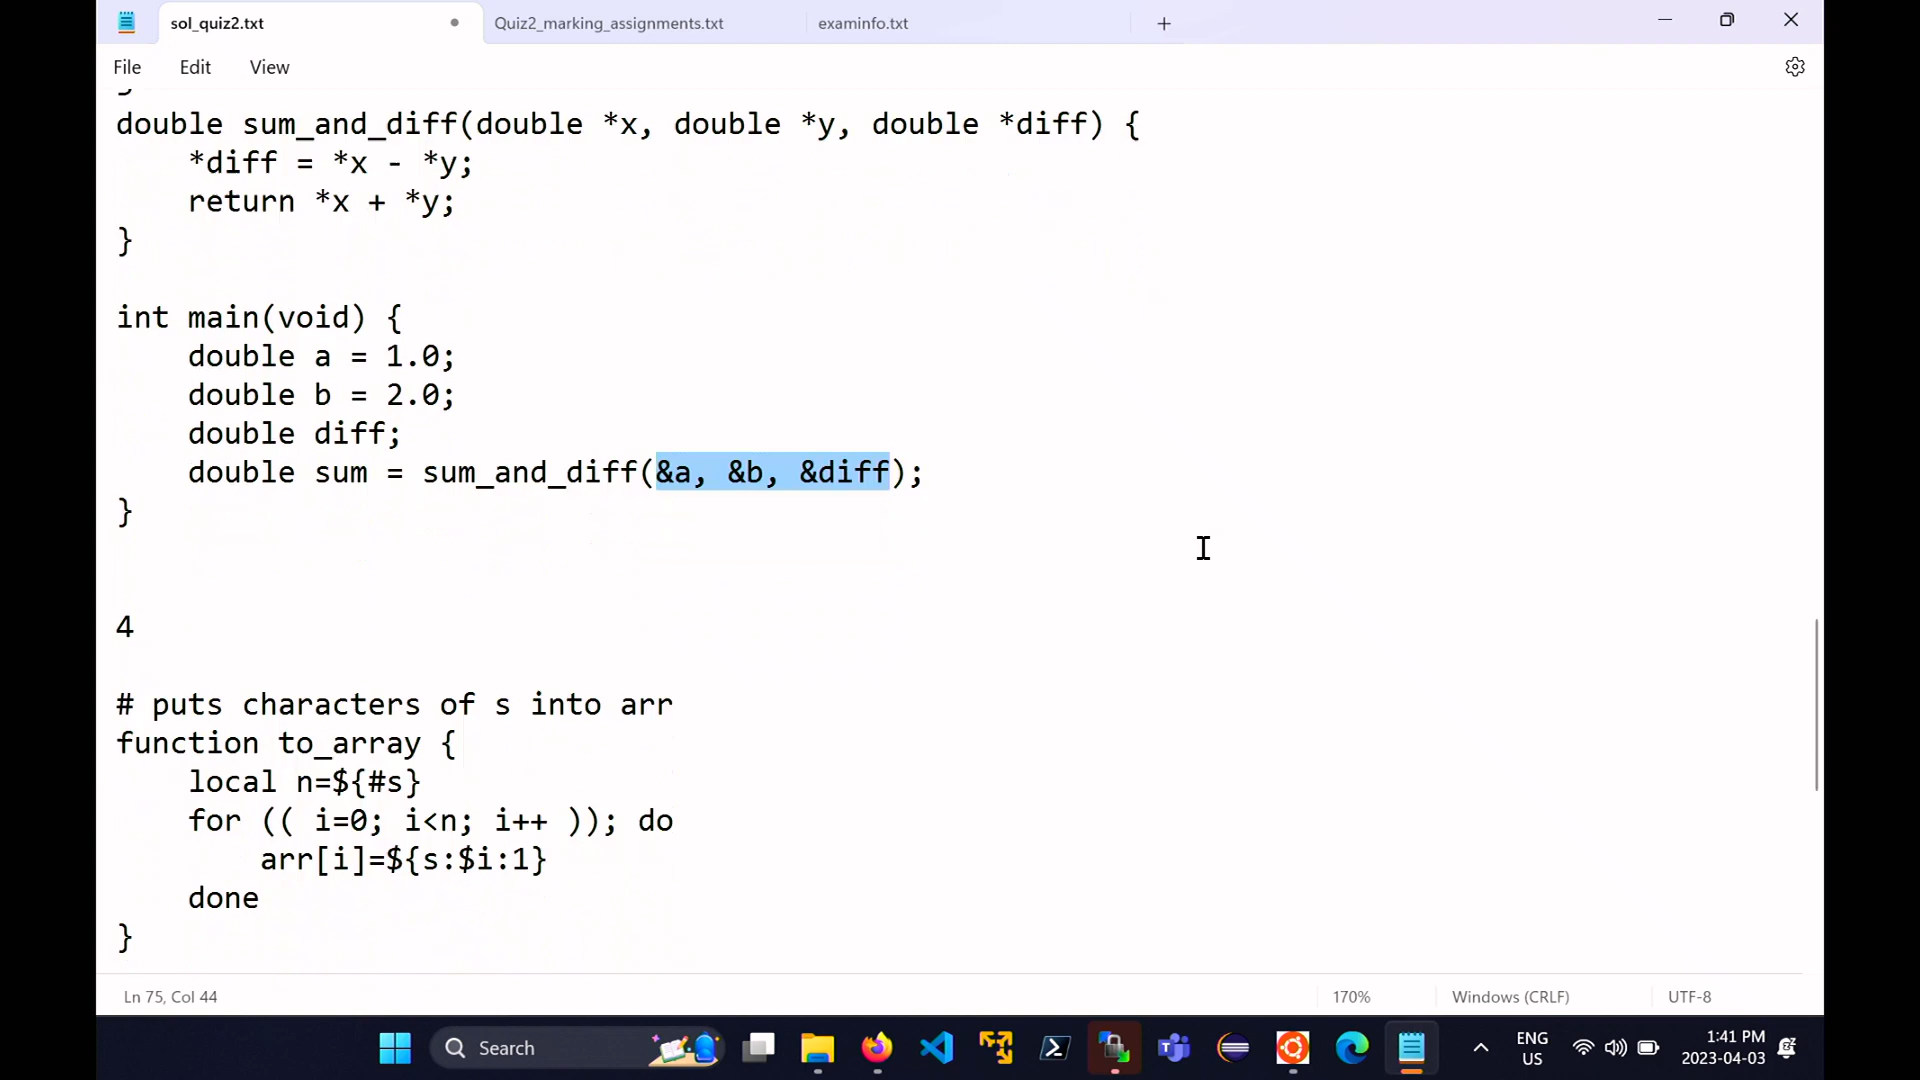 sol_quiz2.txt
Quiz2_marking_assignments.txt
examinfo.txt
File
Edit
View
double sum_and_diff(double *x, double *y, double *diff) {
*diff = *x - *y;
return *x + *y;
}
int main(void) {
double a = 1.0;
double b = 2.0;
double diff;
double sum = sum_and_diff(&a, &b, &diff);
}
4
# puts characters of s into arr
function to_array {
local n=${#s}
for (( i=0; i<n; i++ )); do
arr[i]=${s:$i:1}
done
}
Ln 75, Col 44
170%
Windows (CRLF)
UTF-8
Search
ENG
US
1:41 PM
2023-04-03